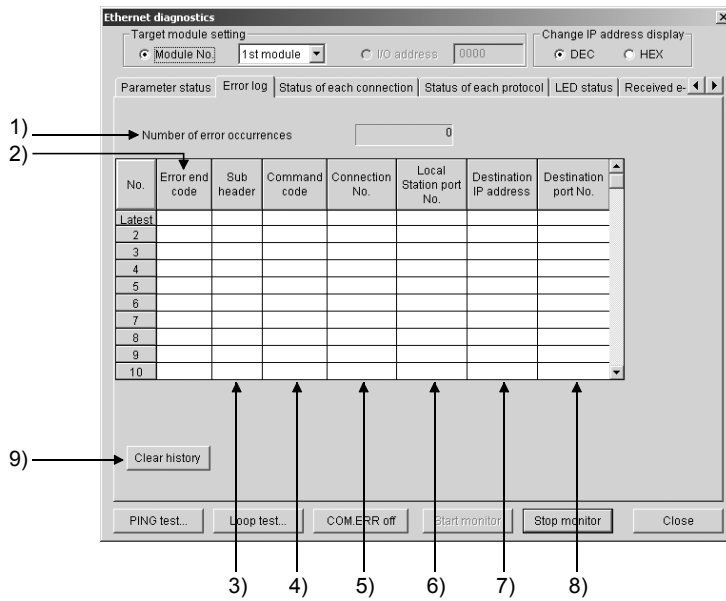 Ethernet diagnostics
Target module setting
Module No.
1st module
I/O address
0000
Change IP address display
DEC
HEX
Parameter status
Error log
Status of each connection
Status of each protocol
LED status
Received e-
1)
Number of error occurrences
0
2)
No.
Error end code
Sub header
Command code
Connection No.
Local Station port No.
Destination IP address
Destination port No.
Latest
2
3
4
5
6
7
8
9
10
9)
Clear history
PING test...
Loop test...
COM.ERR off
Start monitor
Stop monitor
Close
3)
4)
5)
6)
7)
8)